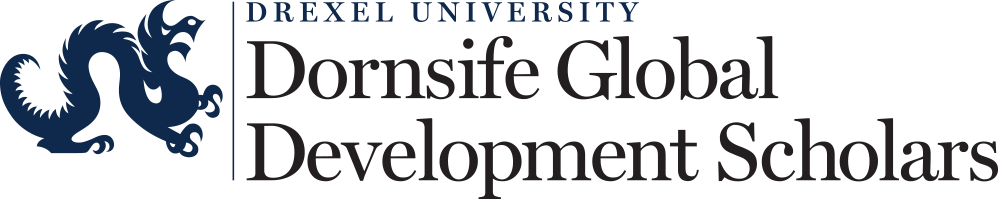 DREXEL UNIVERSITY
Dornsife Global
Development Scholars